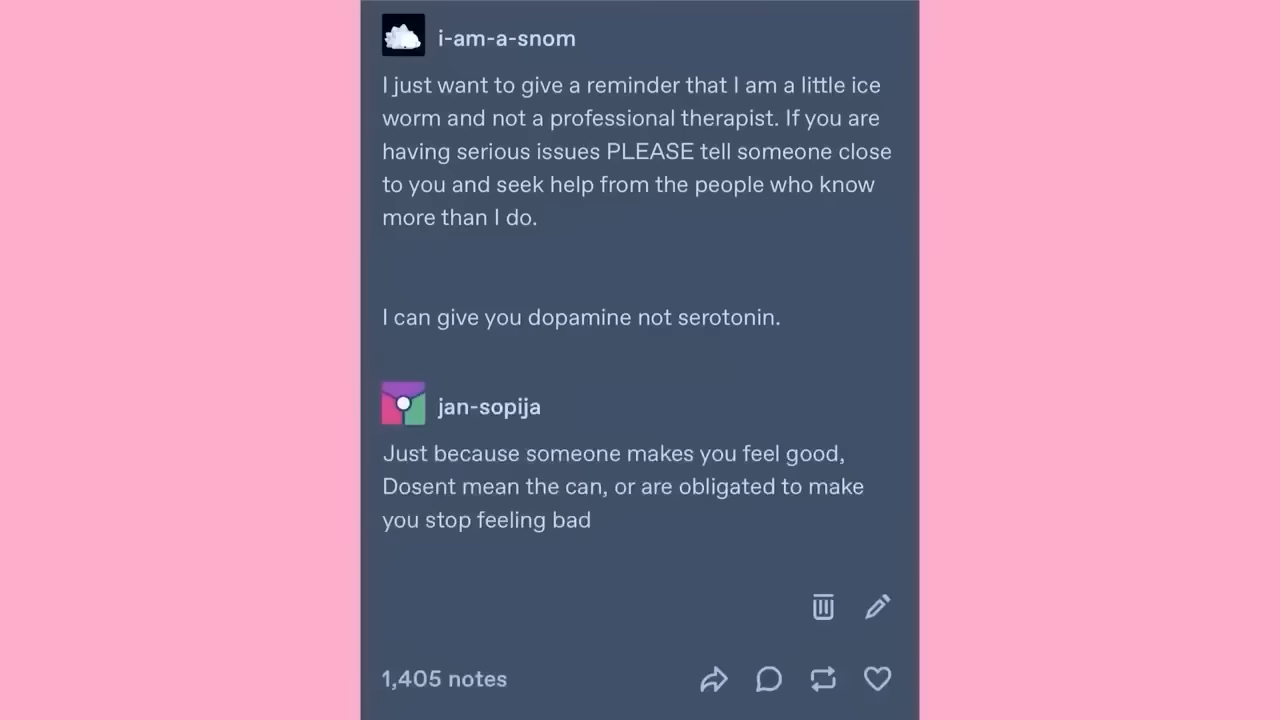 i-am-a-snom
I just want to give a reminder that I am a little ice
worm and not a professional therapist. If you are
having serious issues PLEASE tell someone close
to you and seek help from the people who know
more than I do.
I can give you dopamine not serotonin.
jan-sopija
Just because someone makes you feel good,
Dosent mean the can, or are obligated to make
you stop feeling bad
1,405 notes